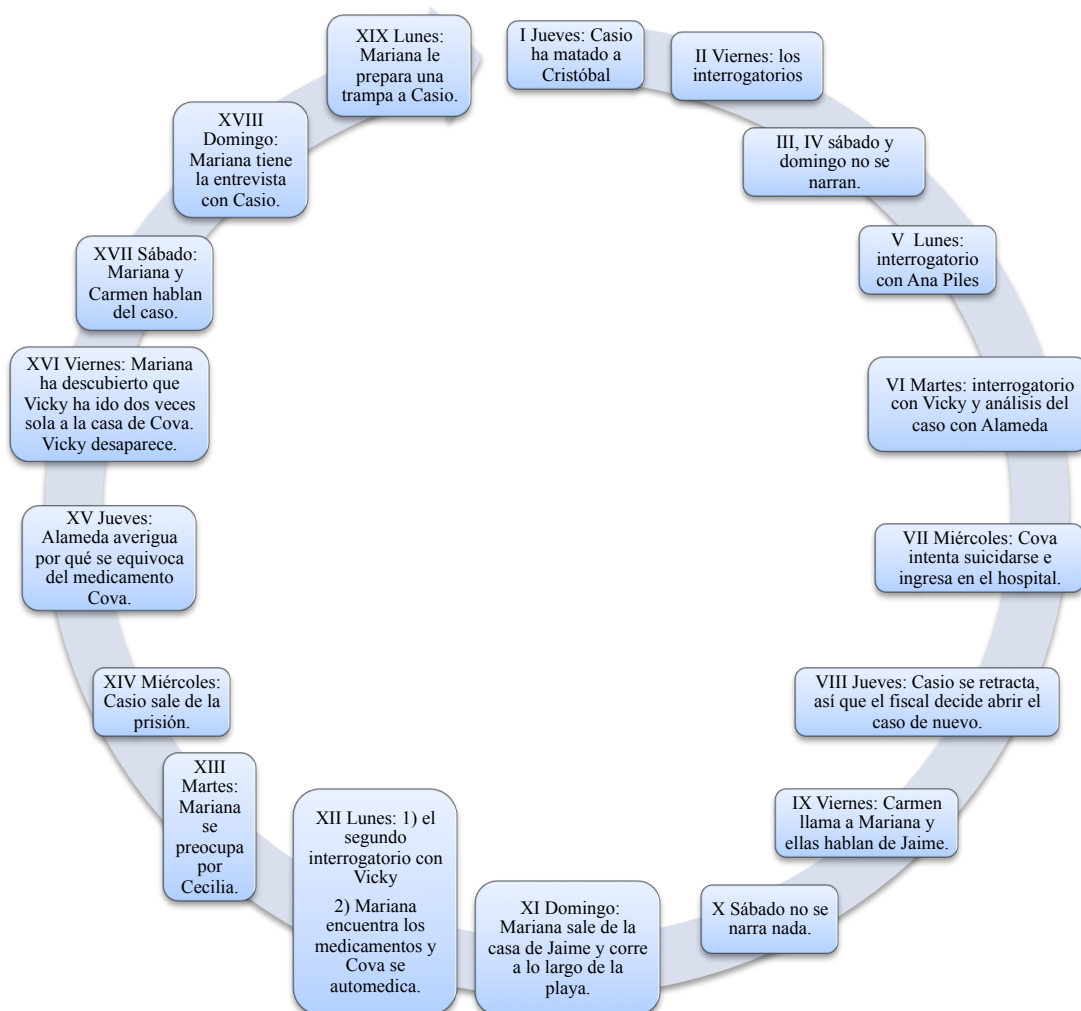 I Jueves: Casio
ha matado a
Cristóbal
II Viernes: los
interrogatorios
III, IV sábado y
domingo no se
narran.
V Lunes:
interrogatorio
con Ana Piles
VI Martes: interrogatorio
con Vicky y análisis del
caso con Alameda
VII Miércoles: Cova
intenta suicidarse e
ingresa en el hospital.
VIII Jueves: Casio se retracta,
así que el fiscal decide abrir el
caso de nuevo.
IX Viernes: Carmen
llama a Mariana y
ellas hablan de Jaime.
X Sábado no se
narra nada.
XI Domingo:
Mariana sale de la
casa de Jaime y corre
a lo largo de la
playa.
XII Lunes: 1) el
segundo
interrogatorio con
Vicky
2) Mariana
encuentra los
medicamentos y
Cova se
automedica.
XIII
Martes:
Mariana
se
preocupa
por
Cecilia.
XIV Miércoles:
Casio sale de la
prisión.
XV Jueves:
Alameda averigua
por qué se equivoca
del medicamento
Cova.
XVI Viernes: Mariana
ha descubierto que
Vicky ha ido dos veces
sola a la casa de Cova.
Vicky desaparece.
XVII Sábado:
Mariana y
Carmen hablan
del caso.
XVIII
Domingo:
Mariana tiene
la entrevista
con Casio.
XIX Lunes:
Mariana le
prepara una
trampa a Casio.